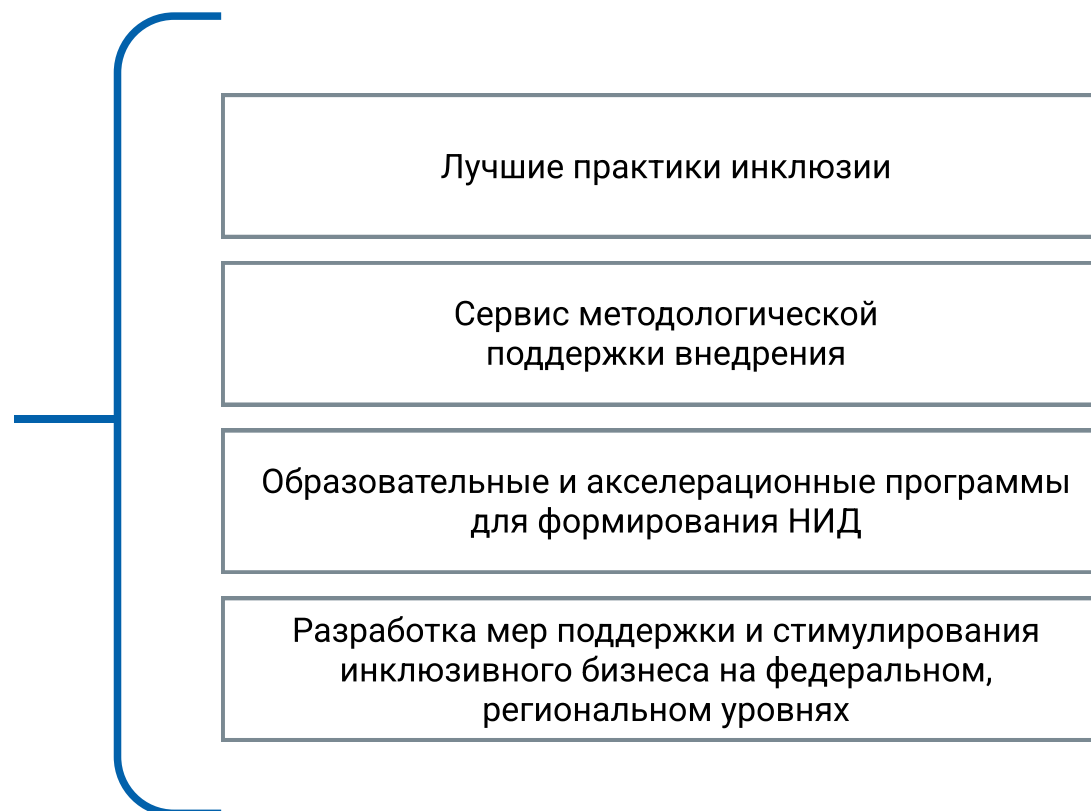 Лучшие практики инклюзии
Сервис методологической
поддержки внедрения
Образовательные и акселерационные программы
для формирования НИД
Разработка мер поддержки и стимулирования
инклюзивного бизнеса на федеральном,
региональном уровнях